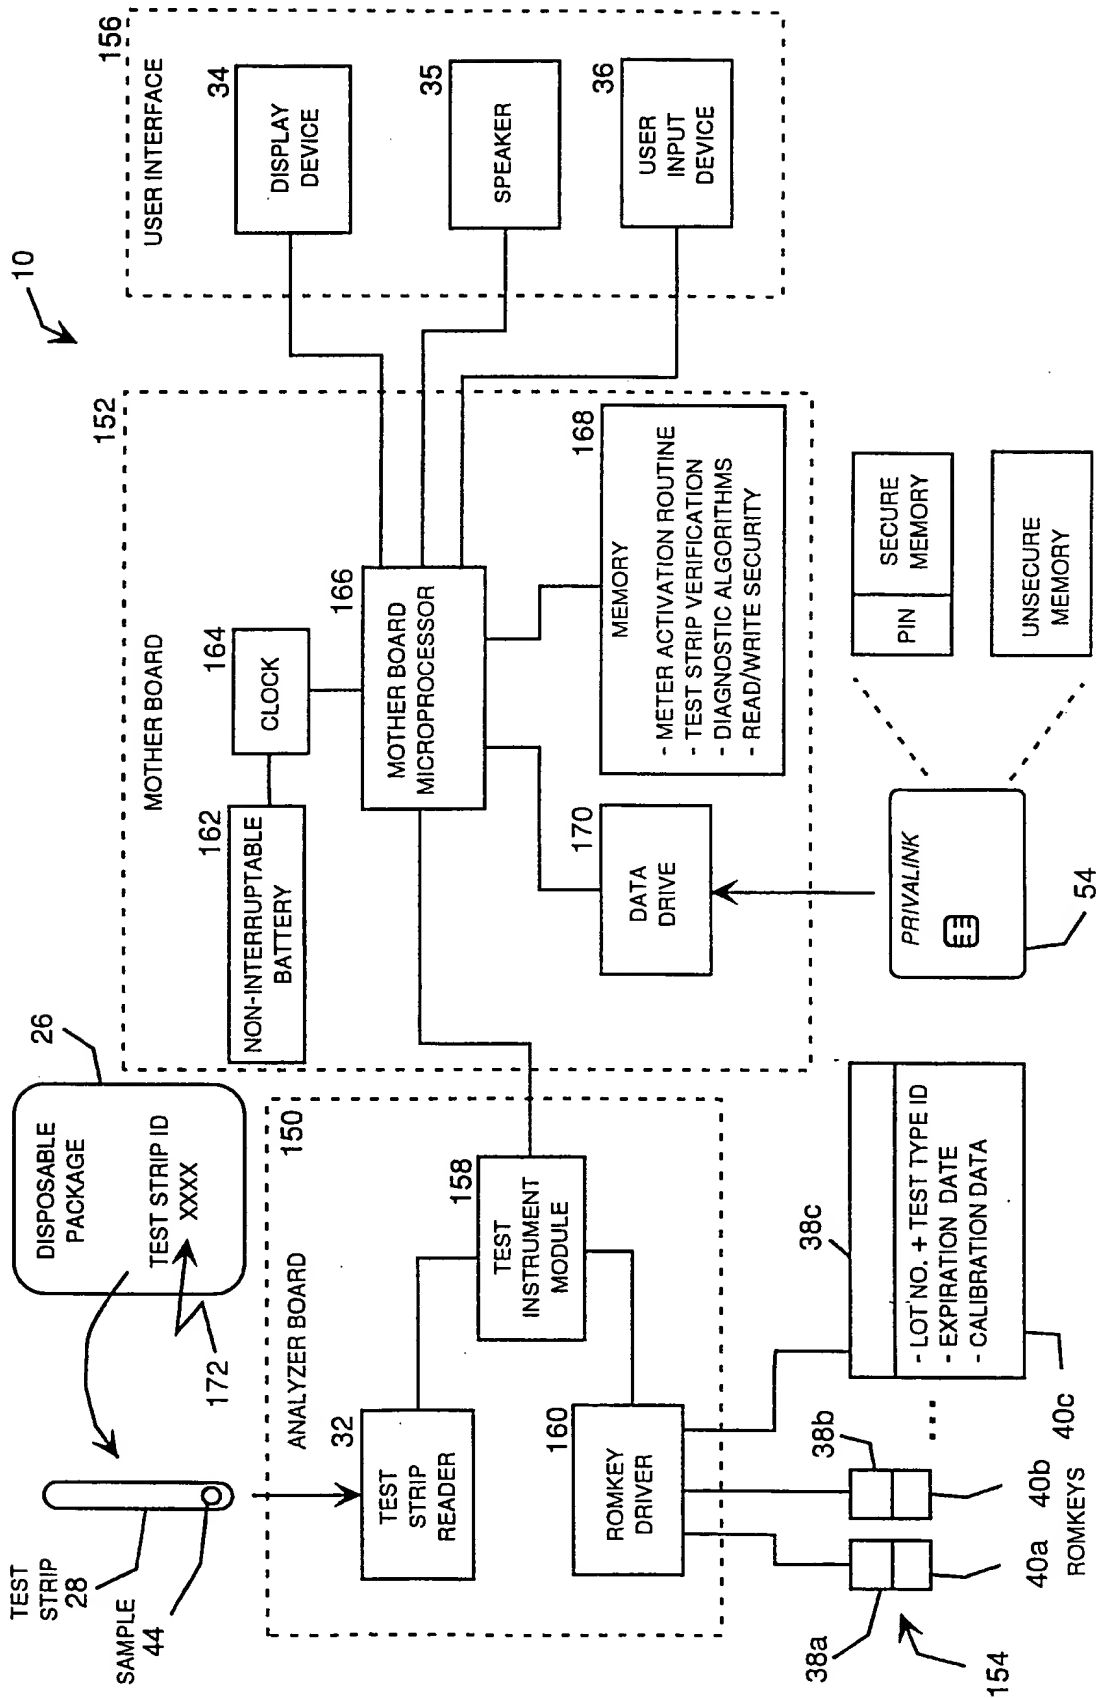 10
156
USER INTERFACE
34
DISPLAY
DEVICE
35
SPEAKER
36
USER
INPUT
DEVICE
152
MOTHER BOARD
162
NON-INTERRUPTABLE
BATTERY
164
CLOCK
166
MOTHER BOARD
MICROPROCESSOR
168
MEMORY
- METER ACTIVATION ROUTINE
- TEST STRIP VERIFICATION
- DIAGNOSTIC ALGORITHMS
- READ/WRITE SECURITY
170
DATA
DRIVE
PRIVALINK
54
PIN
SECURE
MEMORY
UNSECURE
MEMORY
26
DISPOSABLE
PACKAGE
TEST STRIP ID
XXXX
172
TEST
STRIP
28
SAMPLE
44
150
ANALYZER BOARD
32
TEST
STRIP
READER
158
TEST
INSTRUMENT
MODULE
160
ROMKEY
DRIVER
38a
38b
38c
- LOT NO. + TEST TYPE ID
- EXPIRATION DATE
- CALIBRATION DATA
...
40a
40b
40c
ROMKEYS
154